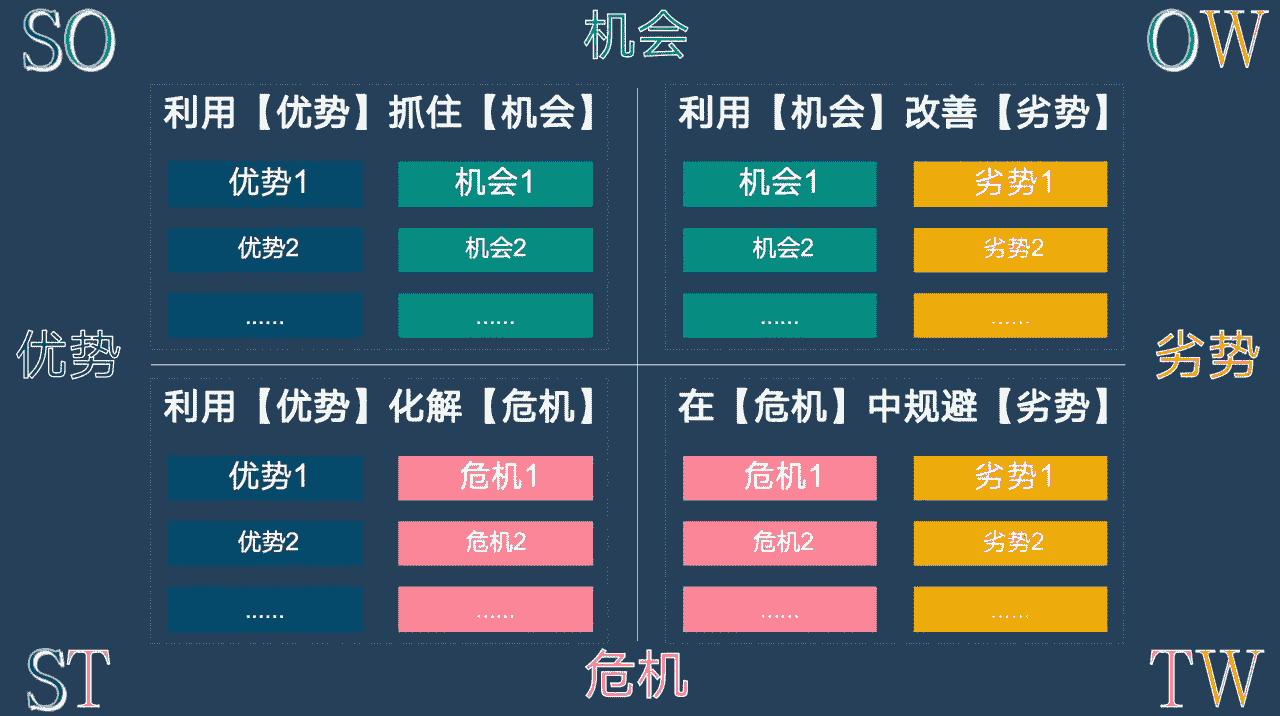 SO
机会
OW
利用【优势】抓住【机会】
优势1
机会1
优势2
机会2
......
......
利用【机会】改善【劣势】
机会1
劣势1
机会2
劣势2
......
......
优势
劣势
利用【优势】化解【危机】
优势1
危机1
优势2
危机2
......
......
在【危机】中规避【劣势】
危机1
劣势1
危机2
劣势2
......
......
ST
危机
TW